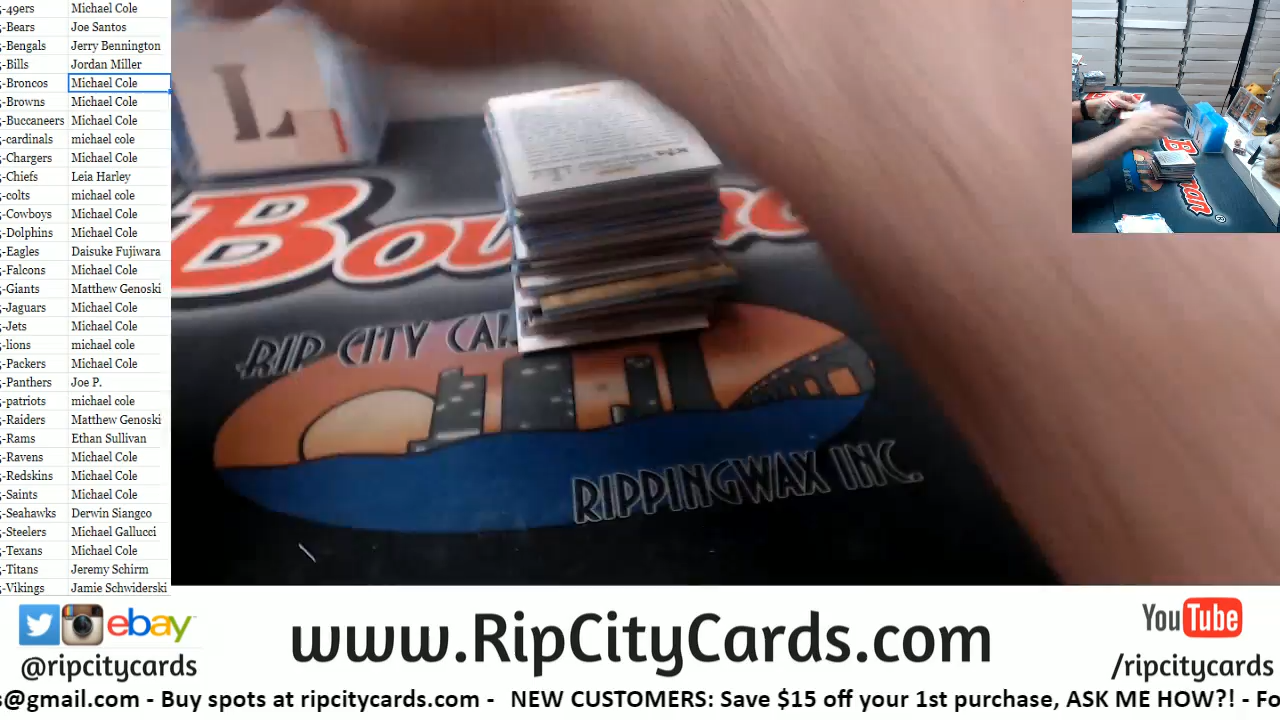 -49ers Michael Cole
-Bears Joe Santos
-Bengals Jerry Bennington
-Bills Jordan Miller
-Broncos Michael Cole
-Browns Michael Cole
-Buccaneers Michael Cole
-cardinals michael cole
-Chargers Michael Cole
-Chiefs Leia Harley
-colts michael cole
-Cowboys Michael Cole
-Dolphins Michael Cole
-Eagles Daisuke Fujiwara
-Falcons Michael Cole
-Giants Matthew Genoski
-Jaguars Michael Cole
-Jets Michael Cole
-lions michael cole
-Packers Michael Cole
-Panthers Joe P.
-patriots michael cole
-Raiders Matthew Genoski
-Rams Ethan Sullivan
-Ravens Michael Cole
-Redskins Michael Cole
-Saints Michael Cole
-Seahawks Derwin Siangco
-Steelers Michael Gallucci
-Texans Michael Cole
-Titans Jeremy Schirm
-Vikings Jamie Schwiderski
L
RIP CITY
RIPPINGWAX INC.
ebay
@ripcitycards
www.RipCityCards.com
YouTube
/ripcitycards
s@gmail.com - Buy spots at ripcitycards.com - NEW CUSTOMERS: Save $15 off your 1st purchase, ASK ME HOW?! - Fo